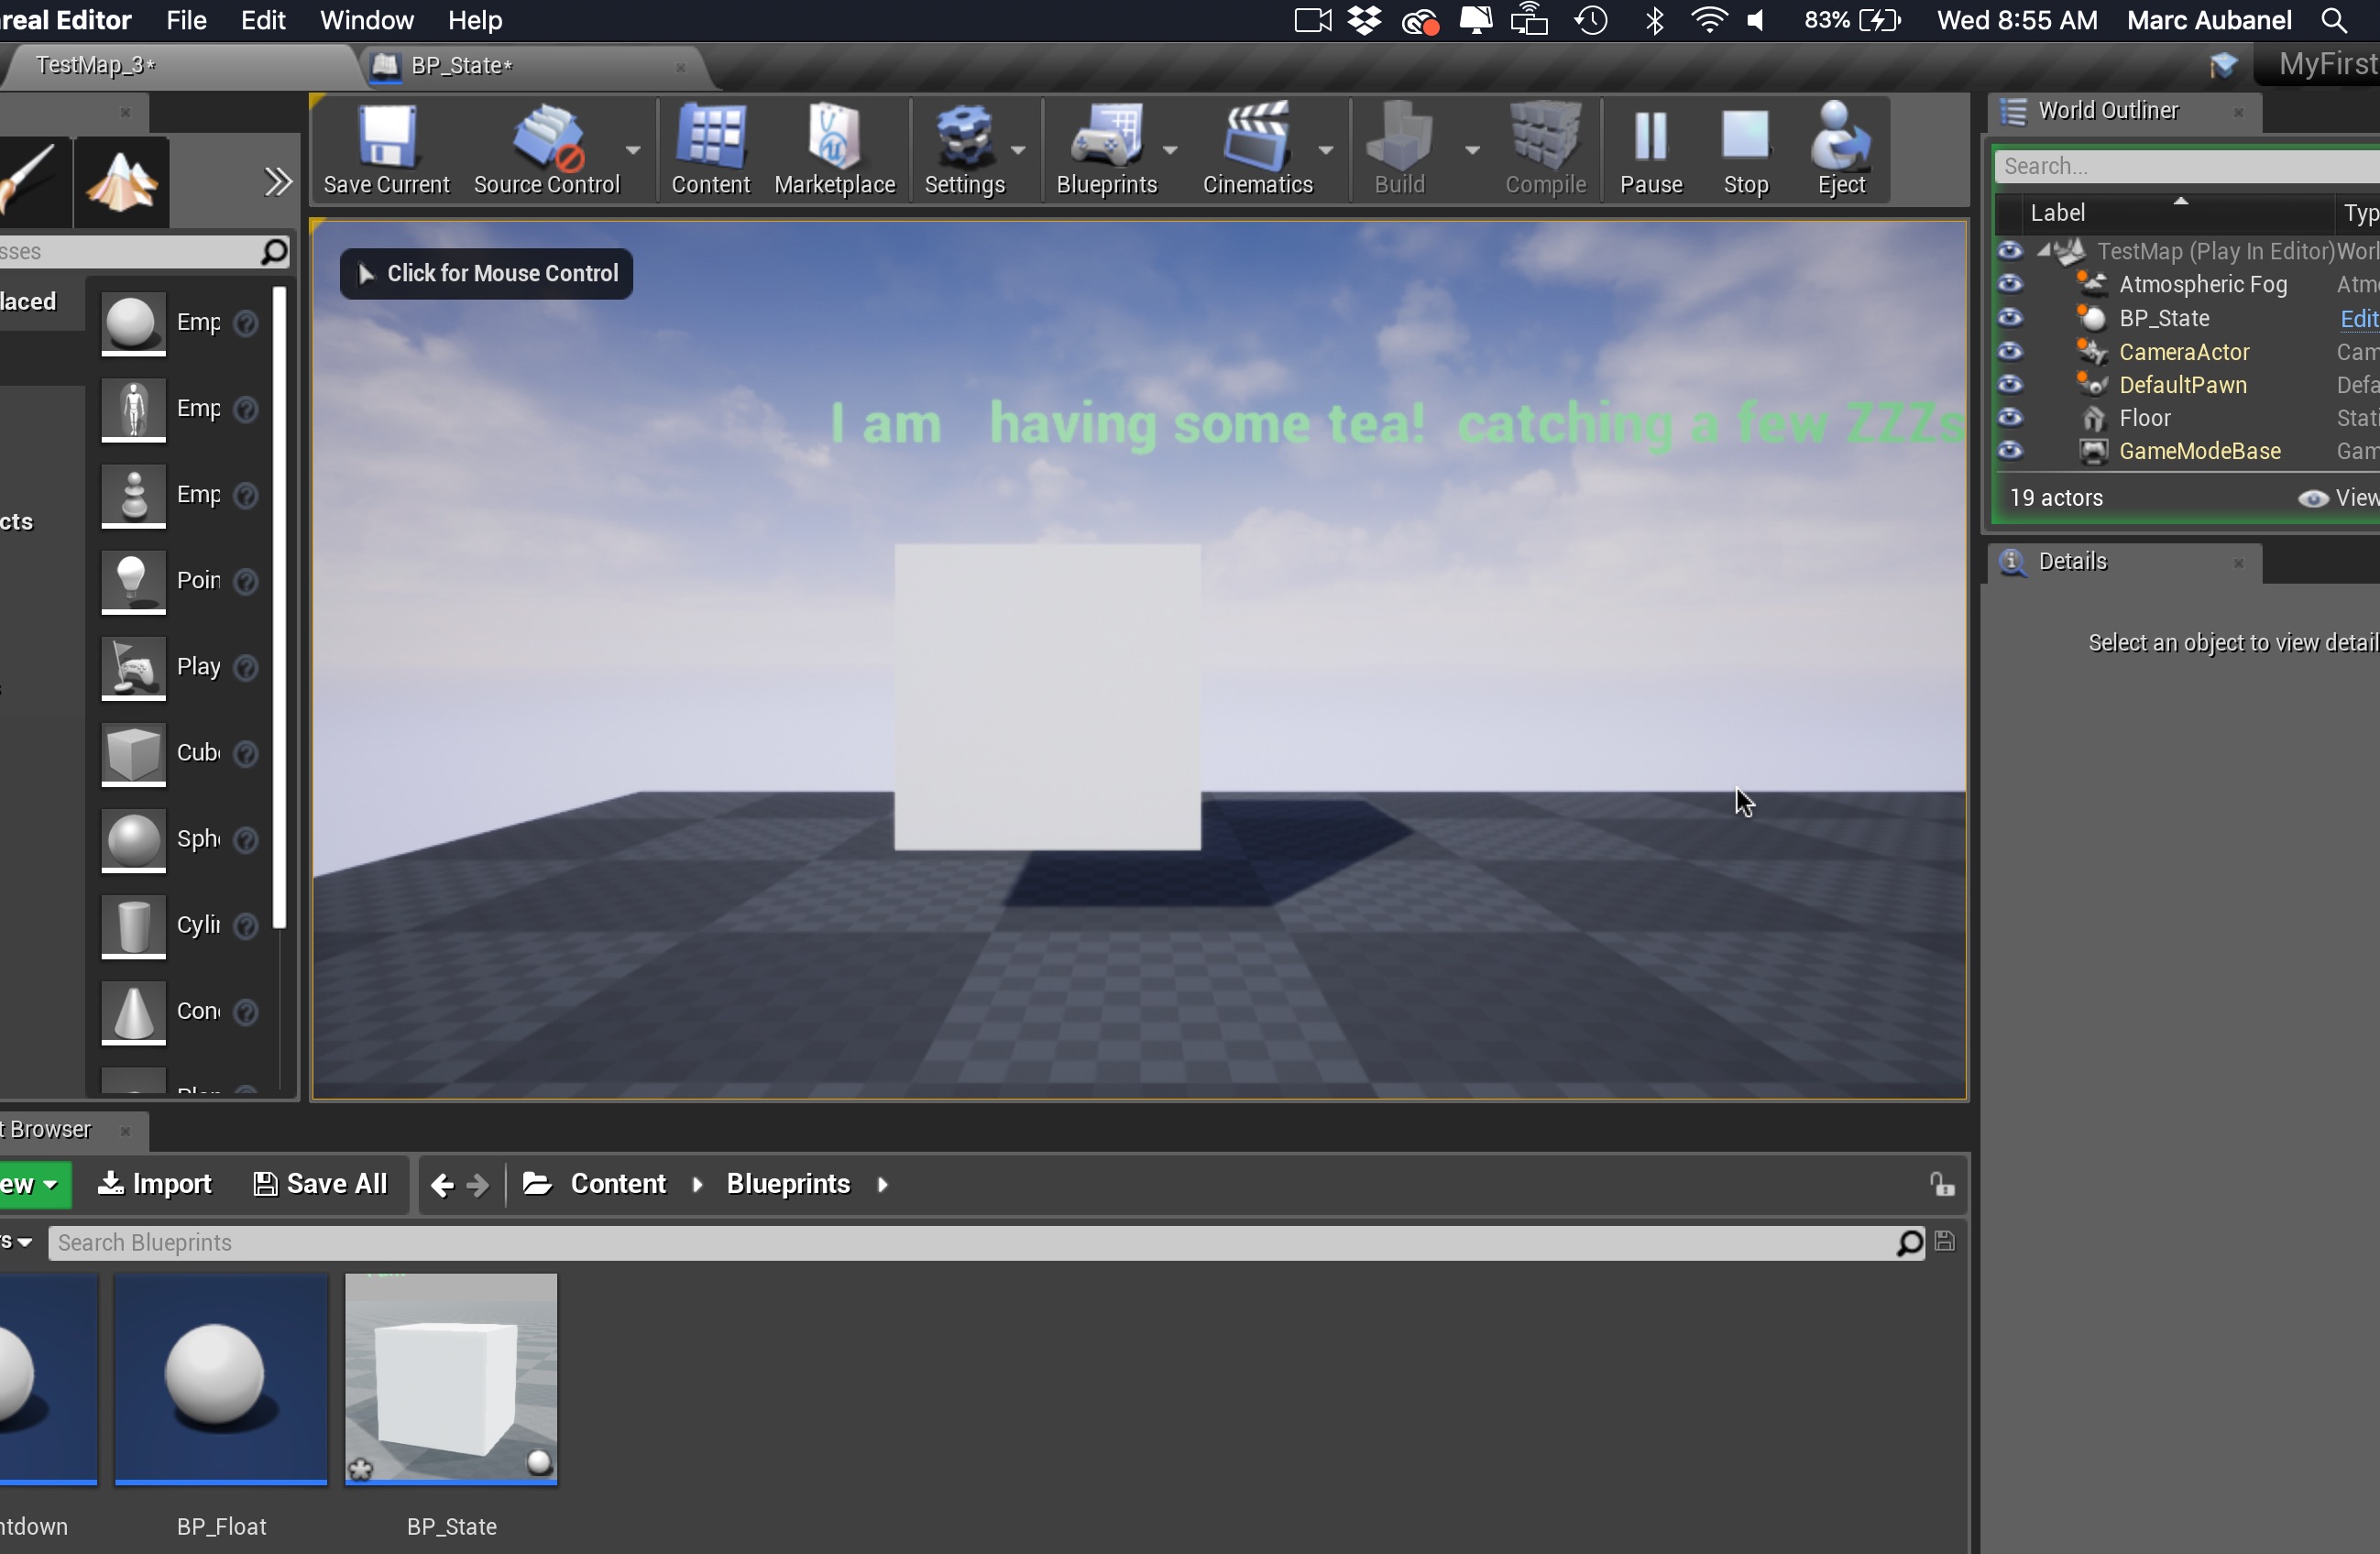 real Editor File Edit Window Help 83% Wed 8:55 AM Marc Aubanel
TestMap_3* BP_State* MyFirst
Save Current Source Control Content Marketplace Settings Blueprints Cinematics Build Compile Pause Stop Eject
World Outliner
Search...
Label Typ
TestMap (Play In Editor) Worl
Atmospheric Fog Atm
BP_State Edit
CameraActor Cam
DefaultPawn Defa
Floor Stati
GameModeBase Gam
19 actors View
Details
Select an object to view detail
sses
laced
cts
Emp
Emp
Emp
Poin
Play
Cub
Sph
Cylin
Con
Click for Mouse Control
I am having some tea! catching a few ZZZs
t Browser
ew Import Save All Content Blueprints
s Search Blueprints
ntdown BP_Float BP_State